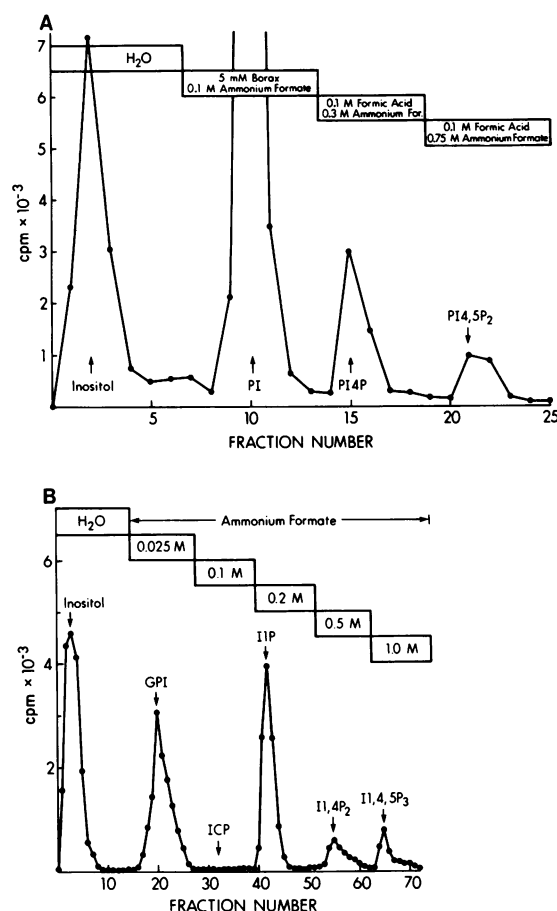 A
7
6
5
4
3
2
1
cpm × 10⁻³
H₂O
5 mM Borax
0.1 M Ammonium Formate
0.1 M Formic Acid
0.3 M Ammonium For.
0.1 M Formic Acid
0.75 M Ammonium Formate
Inositol
PI
PI4P
PI4,5P₂
5 10 15 20 25
FRACTION NUMBER
B
H₂O
Ammonium Formate
0.025 M
0.1 M
0.2 M
0.5 M
1.0 M
6
4
2
cpm × 10⁻³
Inositol
GPI
ICP
I1P
I1,4P₂
I1,4,5P₃
10 20 30 40 50 60 70
FRACTION NUMBER